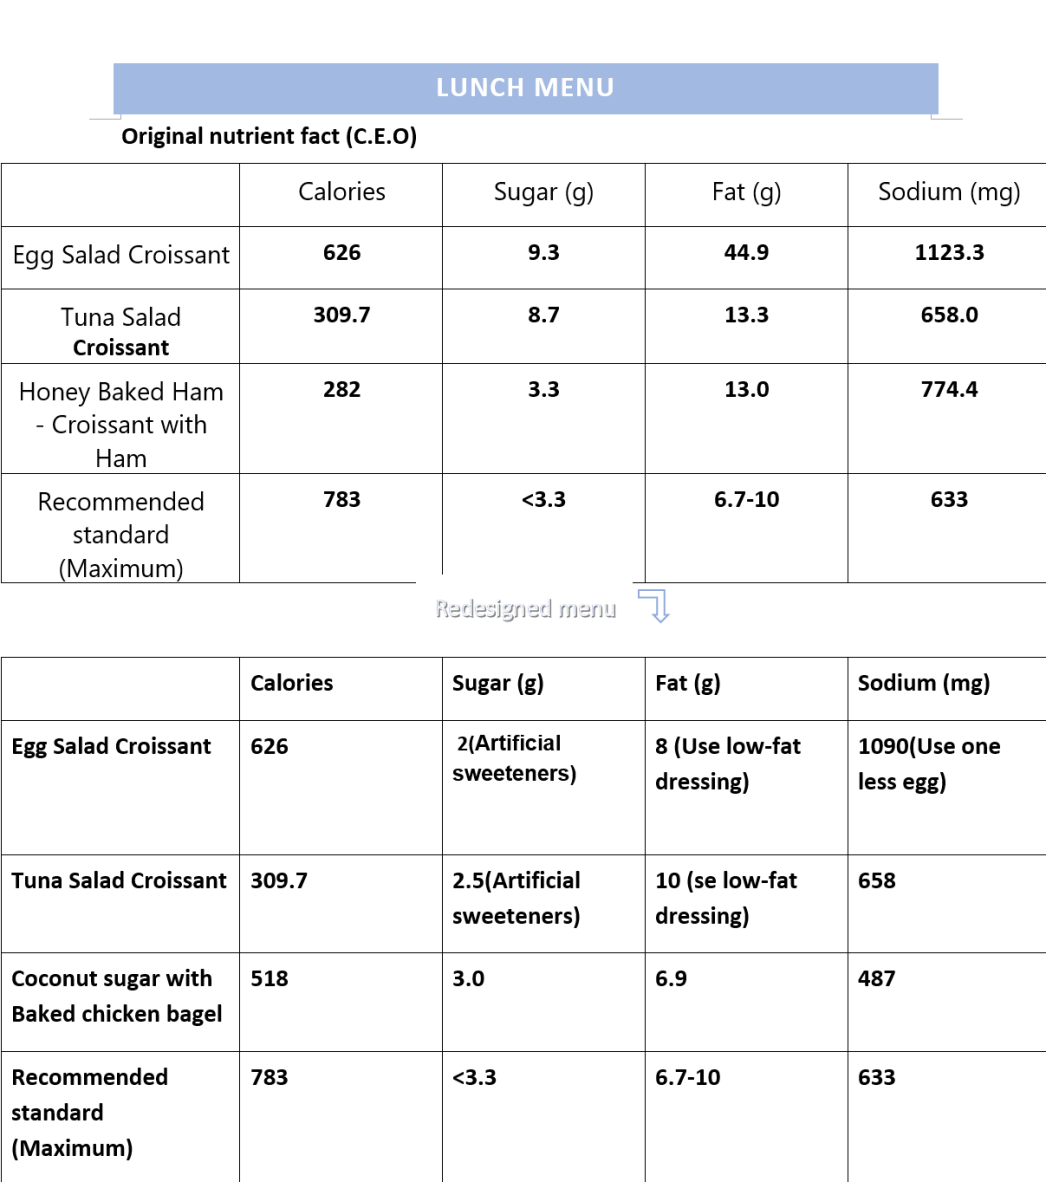 LUNCH MENU
Original nutrient fact (C.E.O)
Calories Sugar (g) Fat (g) Sodium (mg)
Egg Salad Croissant 626 9.3 44.9 1123.3
Tuna Salad 309.7 8.7 13.3 658.0
Croissant
Honey Baked Ham 282 3.3 13.0 774.4
- Croissant with
Ham
Recommended 783 <3.3 6.7-10 633
standard
(Maximum)
Redesigned menu
Calories Sugar (g) Fat (g) Sodium (mg)
Egg Salad Croissant 626 2(Artificial 8 (Use low-fat 1090(Use one
sweeteners) dressing) less egg)
Tuna Salad Croissant 309.7 2.5(Artificial 10 (se low-fat 658
sweeteners) dressing)
Coconut sugar with 518 3.0 6.9 487
Baked chicken bagel
Recommended 783 <3.3 6.7-10 633
standard
(Maximum)